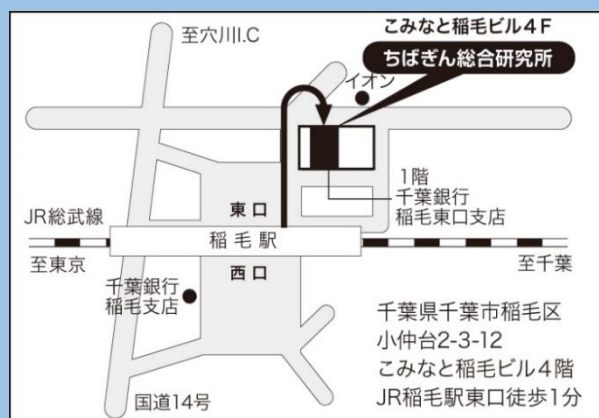 こみなと稲毛ビル4F
ちばぎん総合研究所
至穴川I.C
イオン
1階
千葉銀行
稲毛東口支店
東口
JR総武線
稲毛駅
至東京
至千葉
西口
千葉銀行
稲毛支店
国道14号
千葉県千葉市稲毛区
小仲台2-3-12
こみなと稲毛ビル4階
JR稲毛駅東口徒歩1分